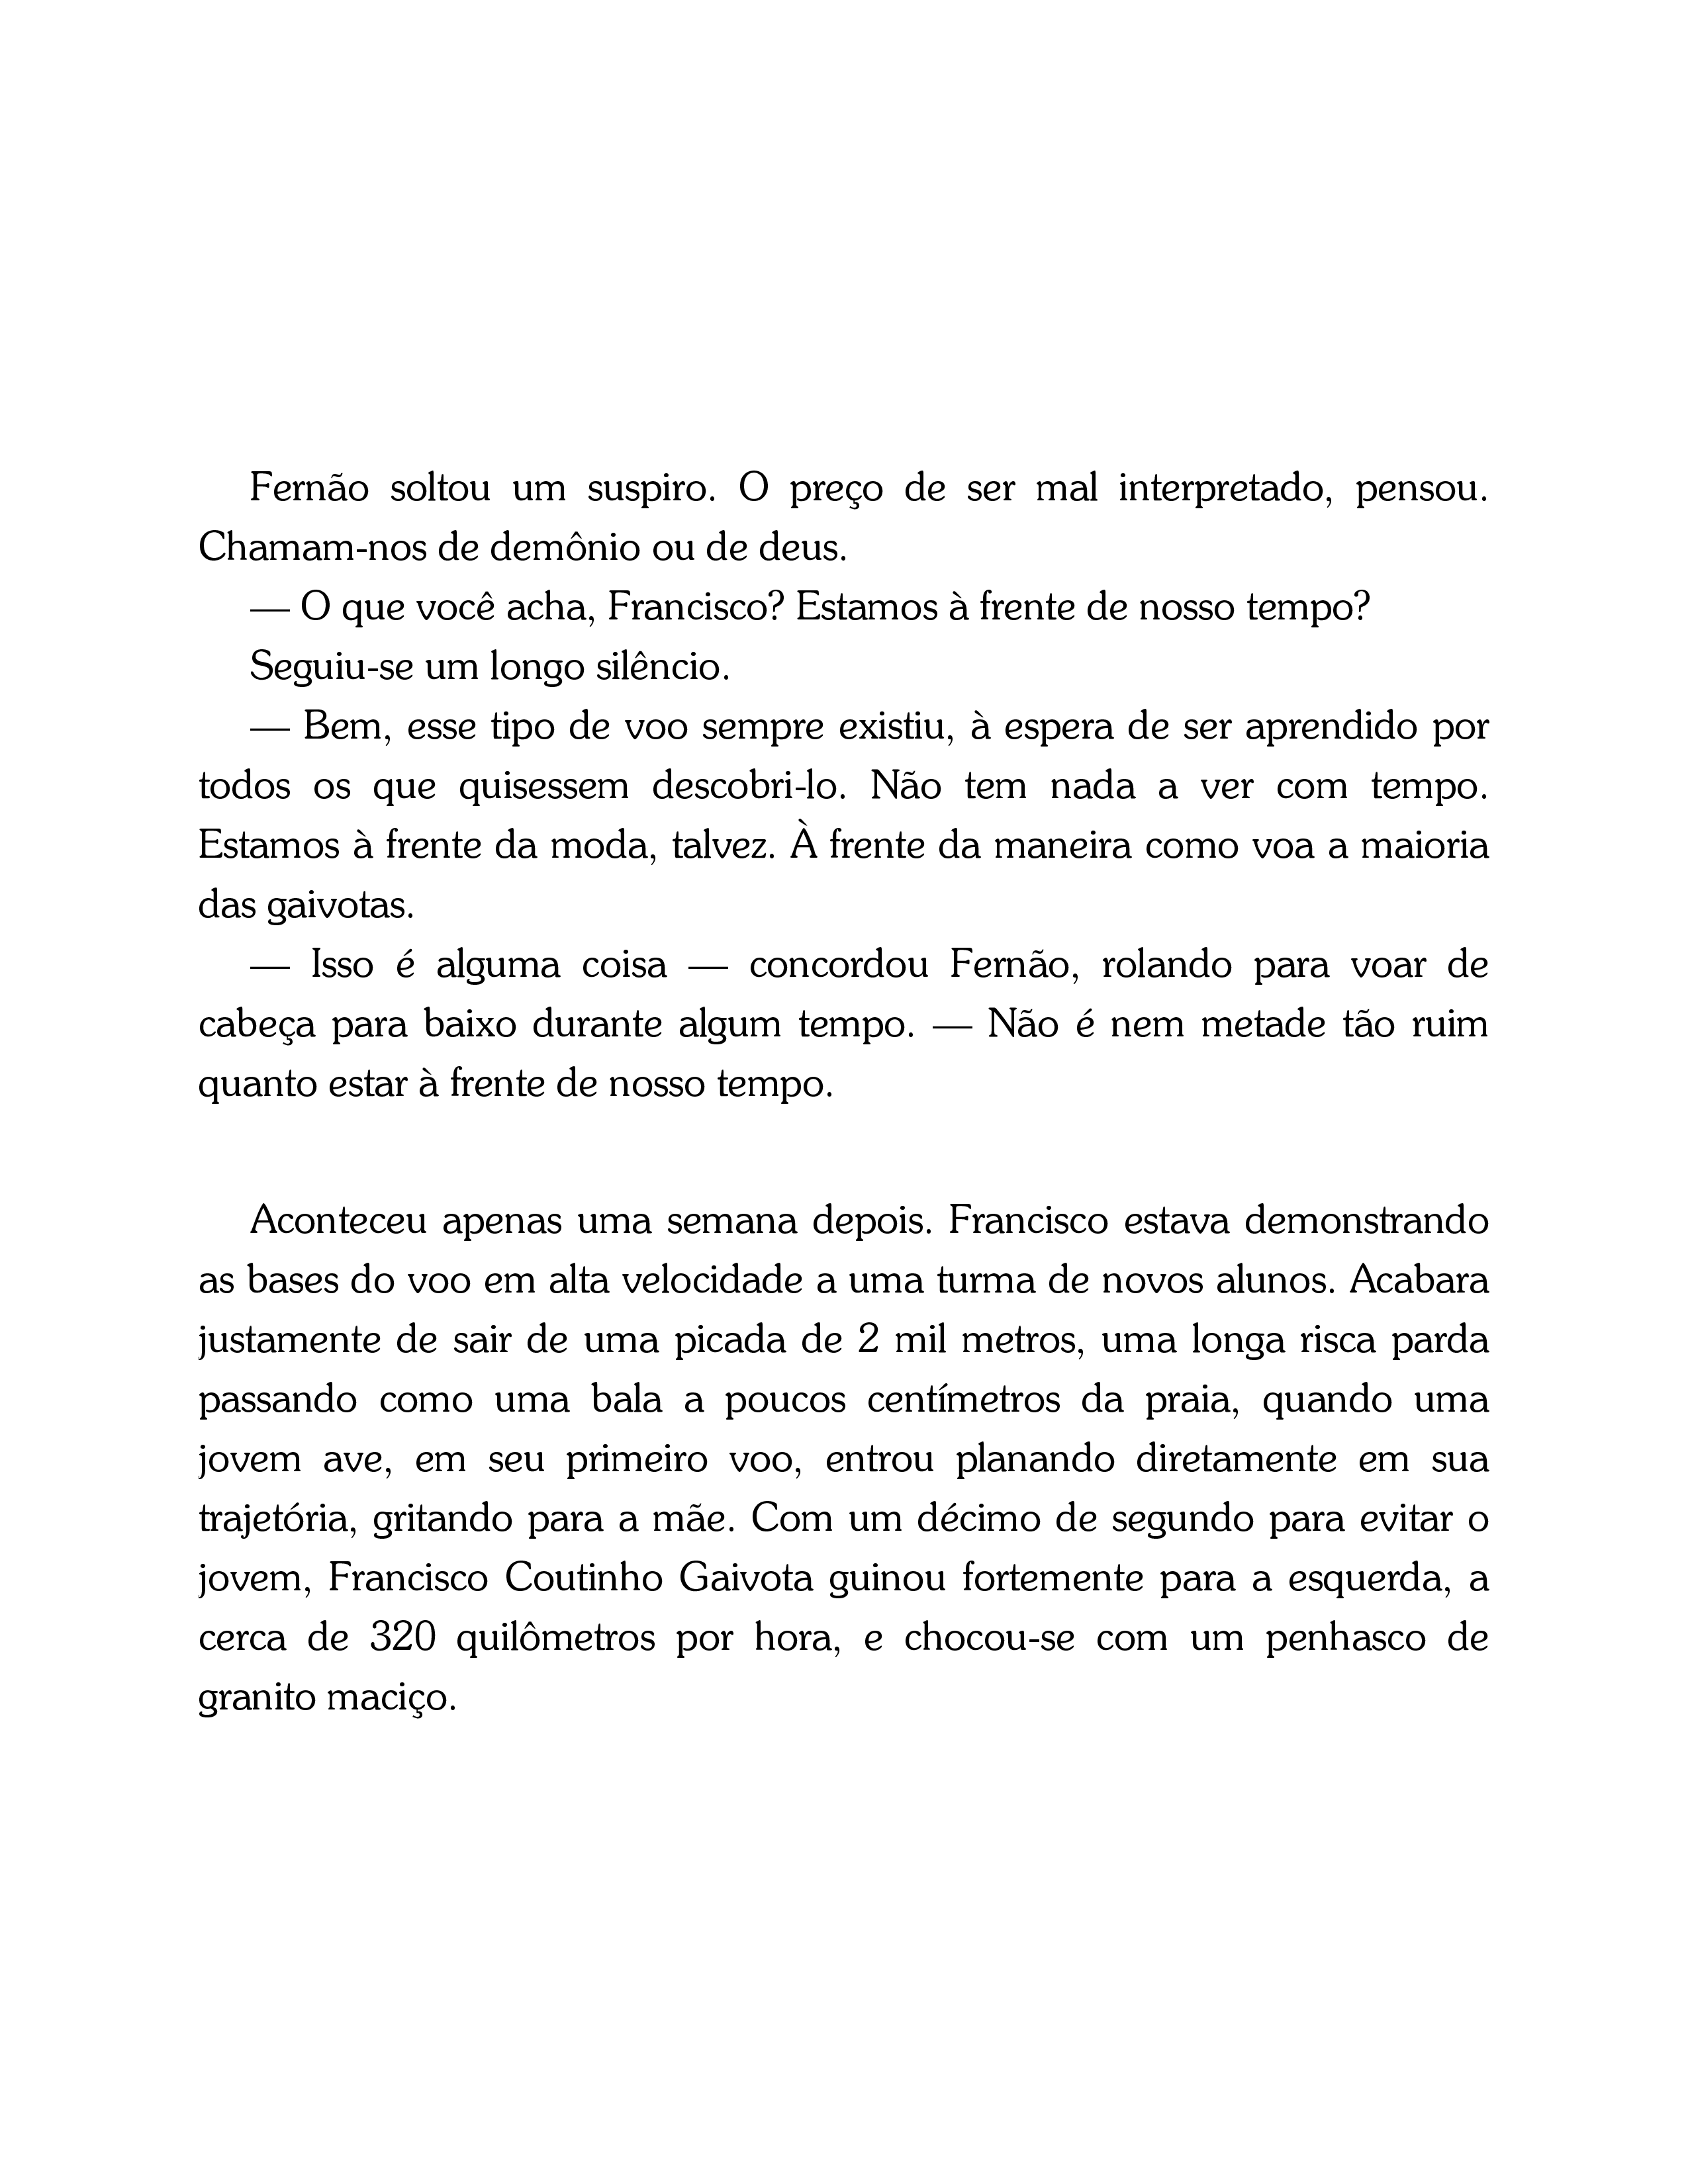 Fernão soltou um suspiro. O preço de ser mal interpretado, pensou.
Chamam-nos de demônio ou de deus.
— O que você acha, Francisco? Estamos à frente de nosso tempo?
Seguiu-se um longo silêncio.
— Bem, esse tipo de voo sempre existiu, à espera de ser aprendido por
todos os que quisessem descobri-lo. Não tem nada a ver com tempo.
Estamos à frente da moda, talvez. À frente da maneira como voa a maioria
das gaivotas.
— Isso é alguma coisa — concordou Fernão, rolando para voar de
cabeça para baixo durante algum tempo. — Não é nem metade tão ruim
quanto estar à frente de nosso tempo.
Aconteceu apenas uma semana depois. Francisco estava demonstrando
as bases do voo em alta velocidade a uma turma de novos alunos. Acabara
justamente de sair de uma picada de 2 mil metros, uma longa risca parda
passando como uma bala a poucos centímetros da praia, quando uma
jovem ave, em seu primeiro voo, entrou planando diretamente em sua
trajetória, gritando para a mãe. Com um décimo de segundo para evitar o
jovem, Francisco Coutinho Gaivota guinou fortemente para a esquerda, a
cerca de 320 quilômetros por hora, e chocou-se com um penhasco de
granito maciço.